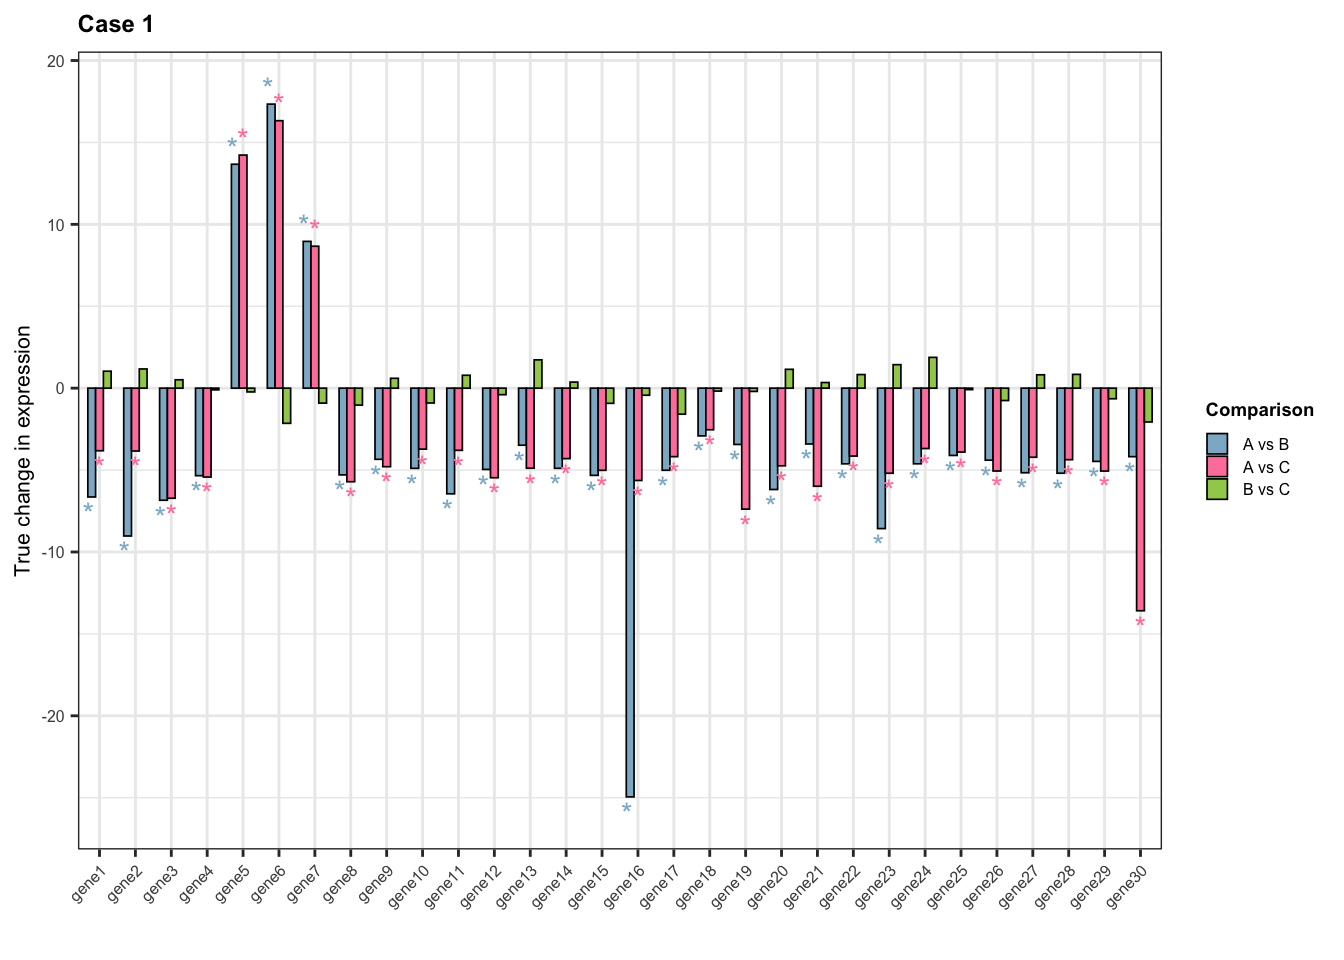 Case 1
True change in expression
20
10
0
-10
-20
gene1
gene2
gene3
gene4
gene5
gene6
gene7
gene8
gene9
gene10
gene11
gene12
gene13
gene14
gene15
gene16
gene17
gene18
gene19
gene20
gene21
gene22
gene23
gene24
gene25
gene26
gene27
gene28
gene29
gene30
Comparison
A vs B
A vs C
B vs C